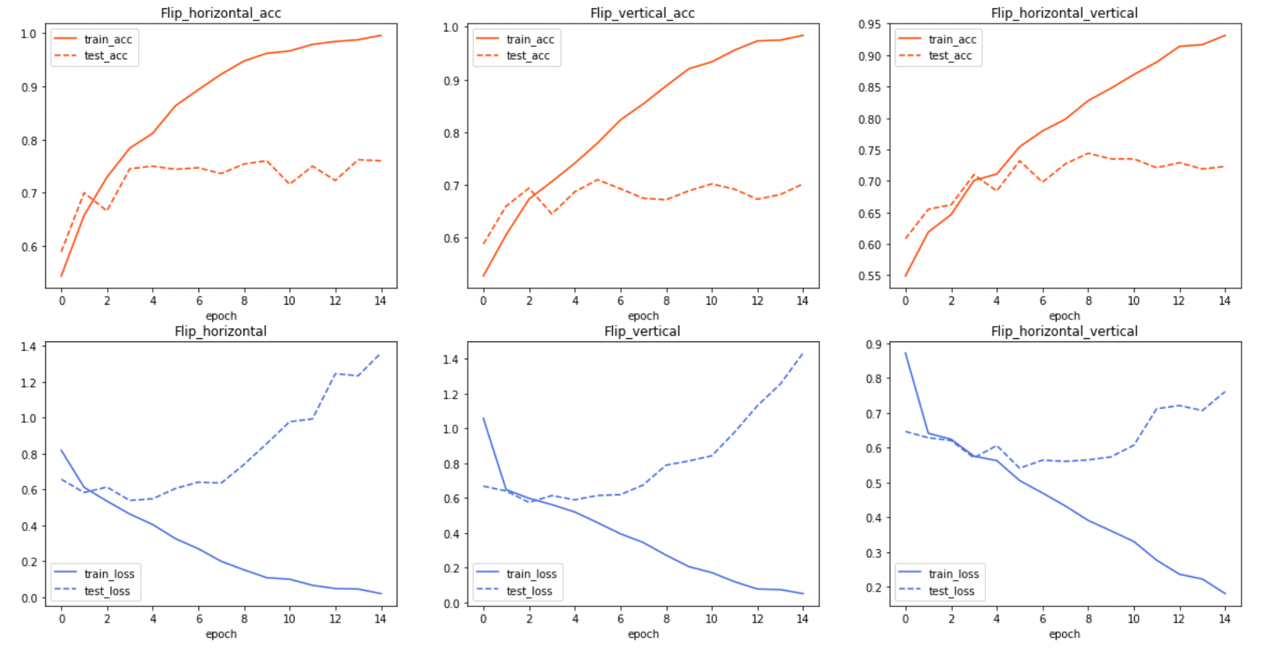 Flip_horizontal_acc
1.0
0.9
0.8
0.7
0.6
train_acc
test_acc
0 2 4 6 8 10 12 14
epoch
Flip_vertical_acc
1.0
0.9
0.8
0.7
0.6
train_acc
test_acc
0 2 4 6 8 10 12 14
epoch
Flip_horizontal_vertical
0.95
0.90
0.85
0.80
0.75
0.70
0.65
0.60
0.55
train_acc
test_acc
0 2 4 6 8 10 12 14
epoch
Flip_horizontal
1.4
1.2
1.0
0.8
0.6
0.4
0.2
0.0
train_loss
test_loss
0 2 4 6 8 10 12 14
epoch
Flip_vertical
1.4
1.2
1.0
0.8
0.6
0.4
0.2
0.0
train_loss
test_loss
0 2 4 6 8 10 12 14
epoch
Flip_horizontal_vertical
0.9
0.8
0.7
0.6
0.5
0.4
0.3
0.2
train_loss
test_loss
0 2 4 6 8 10 12 14
epoch